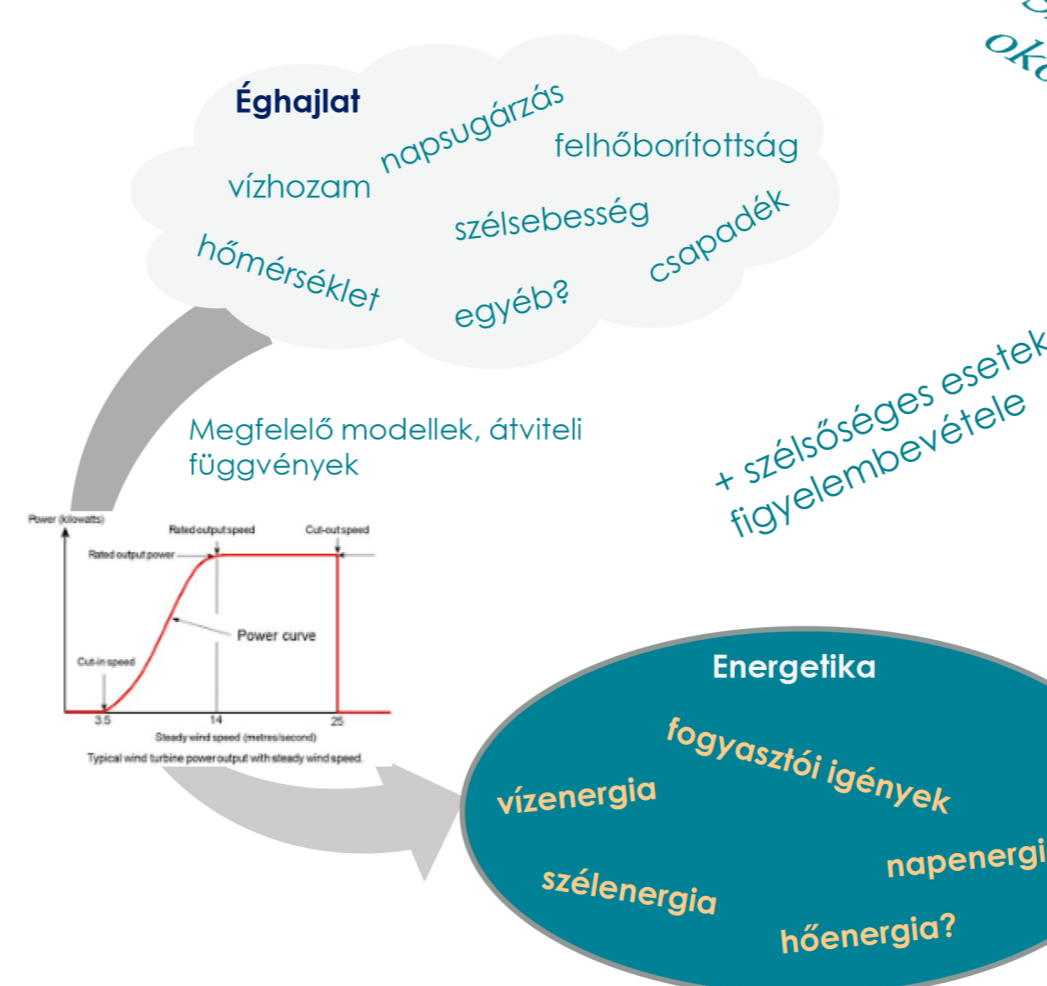 Éghajlat
napsugárzás
felhőborítottság
vízhozam
szélsebesség
csapadék
hőmérséklet
egyéb?
+ szélsőséges esetek
figyelembevétele
Megfelelő modellek, átviteli
függvények
Power (kilowatts)
Rated output speed
Cut-out speed
Rated output power
Power curve
Cut-in speed
3.5
14
25
Steady wind speed (metres/second)
Typical wind turbine power output with steady wind speed.
Energetika
fogyasztói igények
vízenergia
napenergi
szélenergia
hőenergia?